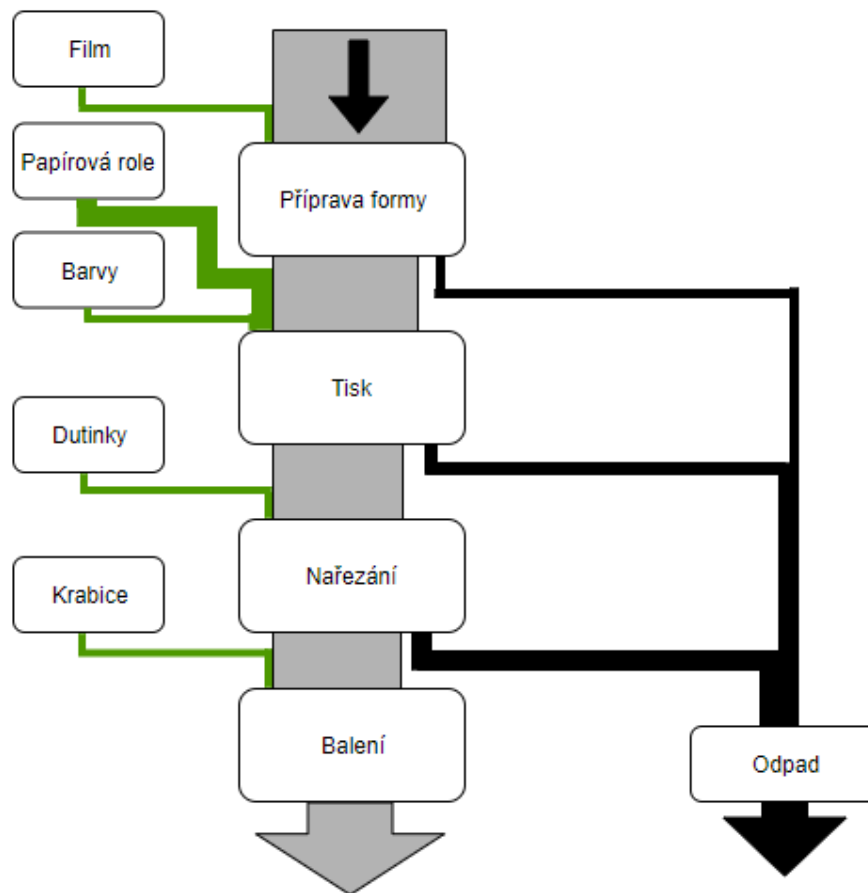 Film
Papírová role
Příprava formy
Barvy
Tisk
Dutinky
Nařezání
Krabice
Balení
Odpad